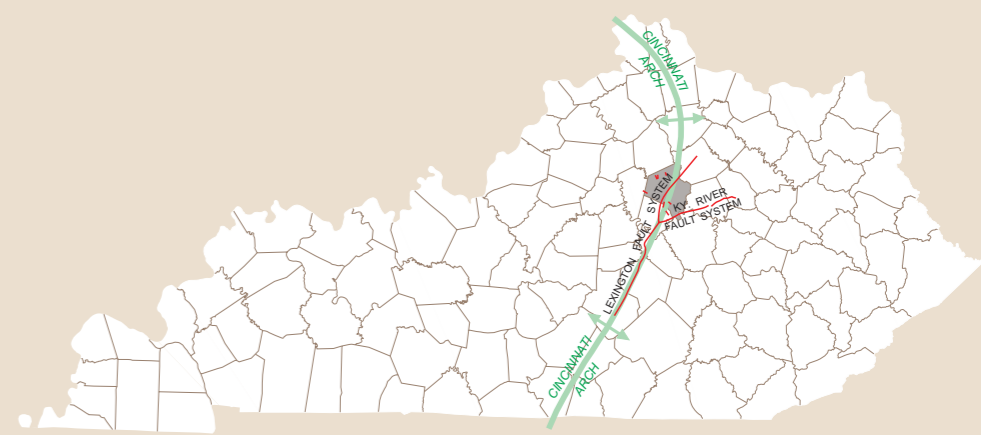 CINCINNATI
ARCH
LEXINGTON FAULT SYSTEM
KY. RIVER
FAULT SYSTEM
CINCINNATI
ARCH